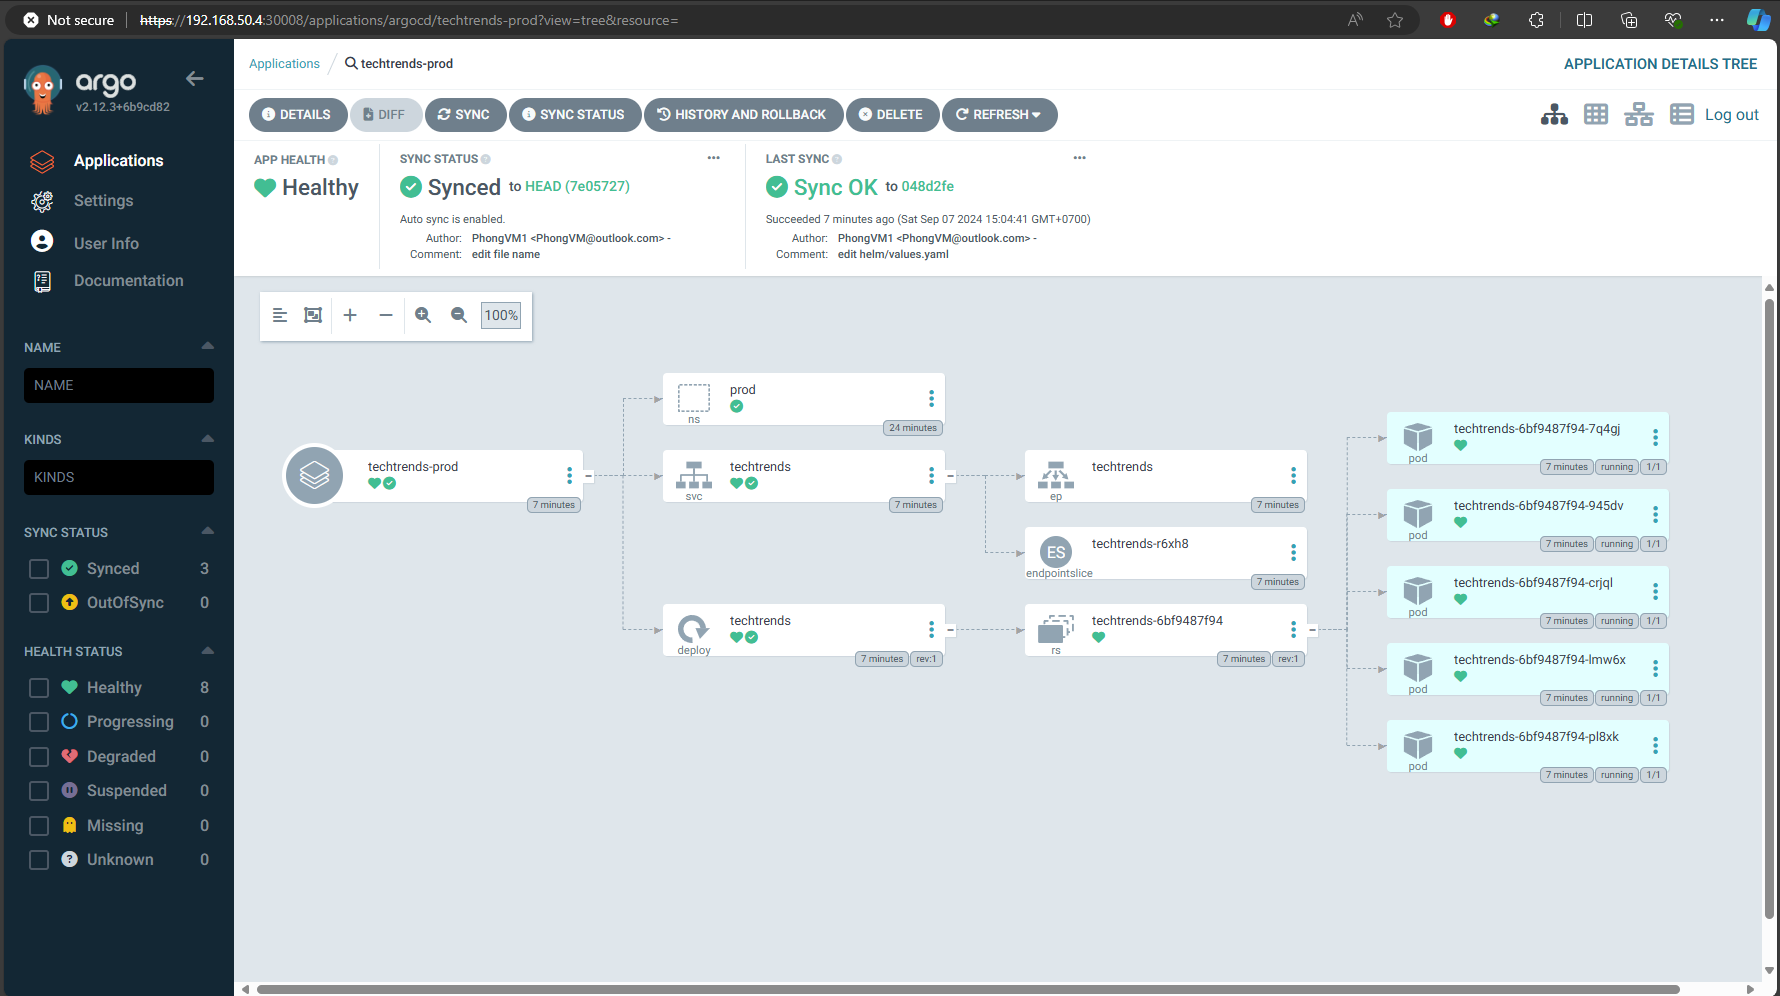 Not secure https://192.168.50.4:30008/applications/argocd/techtrends-prod?view=tree&resource=
argo
v2.12.3+6b9cd82
Applications
Settings
User Info
Documentation
NAME
NAME
KINDS
KINDS
SYNC STATUS
Synced 3
OutOfSync 0
HEALTH STATUS
Healthy 8
Progressing 0
Degraded 0
Suspended 0
Missing 0
Unknown 0
Applications / techtrends-prod
APPLICATION DETAILS TREE
DETAILS DIFF SYNC SYNC STATUS HISTORY AND ROLLBACK DELETE REFRESH
Log out
APP HEALTH
Healthy
SYNC STATUS
Synced to HEAD (7e05727)
Auto sync is enabled.
Author: PhongVM1 <PhongVM@outlook.com> -
Comment: edit file name
LAST SYNC
Sync OK to 048d2fe
Succeeded 7 minutes ago (Sat Sep 07 2024 15:04:41 GMT+0700)
Author: PhongVM1 <PhongVM@outlook.com> -
Comment: edit helm/values.yaml
100%
techtrends-prod
7 minutes
prod
ns
24 minutes
techtrends
svc
7 minutes
techtrends
deploy
7 minutes rev:1
techtrends
ep
7 minutes
ES
techtrends-r6xh8
endpointslice
7 minutes
techtrends-6bf9487f94
rs
7 minutes rev:1
techtrends-6bf9487f94-7q4gj
pod
7 minutes running 1/1
techtrends-6bf9487f94-945dv
pod
7 minutes running 1/1
techtrends-6bf9487f94-crjql
pod
7 minutes running 1/1
techtrends-6bf9487f94-lmw6x
pod
7 minutes running 1/1
techtrends-6bf9487f94-pl8xk
pod
7 minutes running 1/1